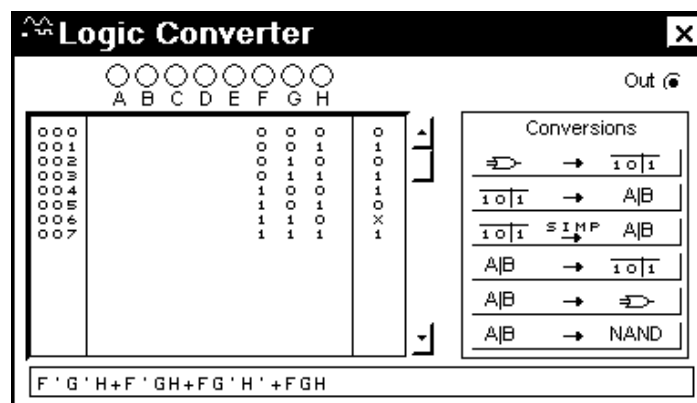 Logic Converter
Out
A B C D E F G H
Conversions
000 0 0 0 0
001 0 0 1 1
002 0 1 0 0
003 0 1 1 1
004 1 0 0 1
005 1 0 1 0
006 1 1 0 X
007 1 1 1 1
→ 1 0 1
1 0 1 → A|B
1 0 1 SIMP → A|B
A|B → 1 0 1
A|B →
A|B → NAND
F'G'H+F'GH+FG'H'+FGH